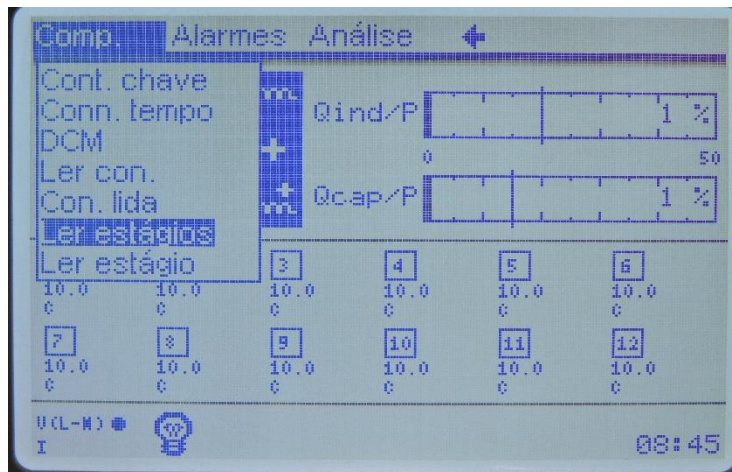 Comp. Alarmes Análise
Cont. chave
Conn. tempo
DCM
Ler con.
Con. lida
Ler estágios
Ler estágio
Qind/P 1 %
0 50
Qcap/P 1 %
3 4 5 6
10.0 10.0 10.0 10.0 10.0 10.0
C C C C C C
7 8 9 10 11 12
10.0 10.0 10.0 10.0 10.0 10.0
C C C C C C
V(L-N)
I
08:45